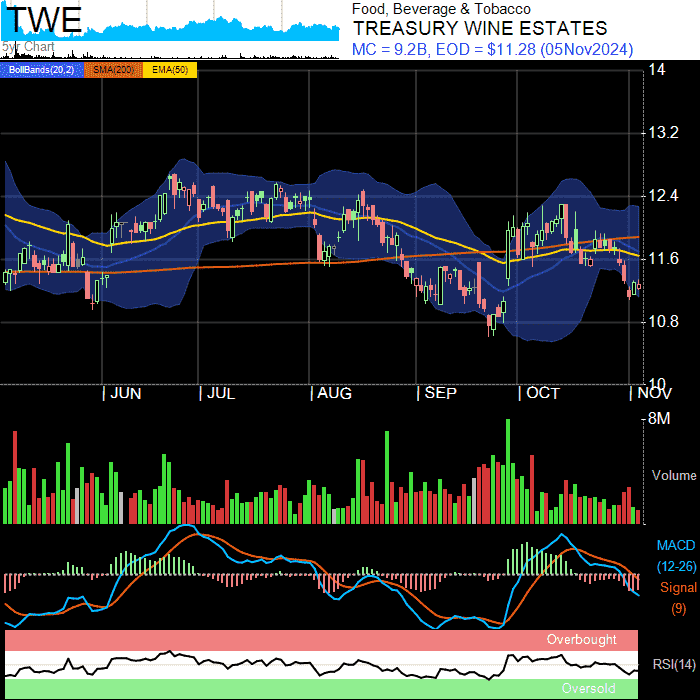 TWE
Food, Beverage & Tobacco
TREASURY WINE ESTATES
5yr Chart
MC = 9.2B, EOD = $11.28 (05Nov2024)
BollBands(20,2) SMA(200) EMA(50)
14
13.2
12.4
11.6
10.8
10
JUN JUL AUG SEP OCT NOV
8M
Volume
MACD
(12-26)
Signal
(9)
Overbought
RSI(14)
Oversold